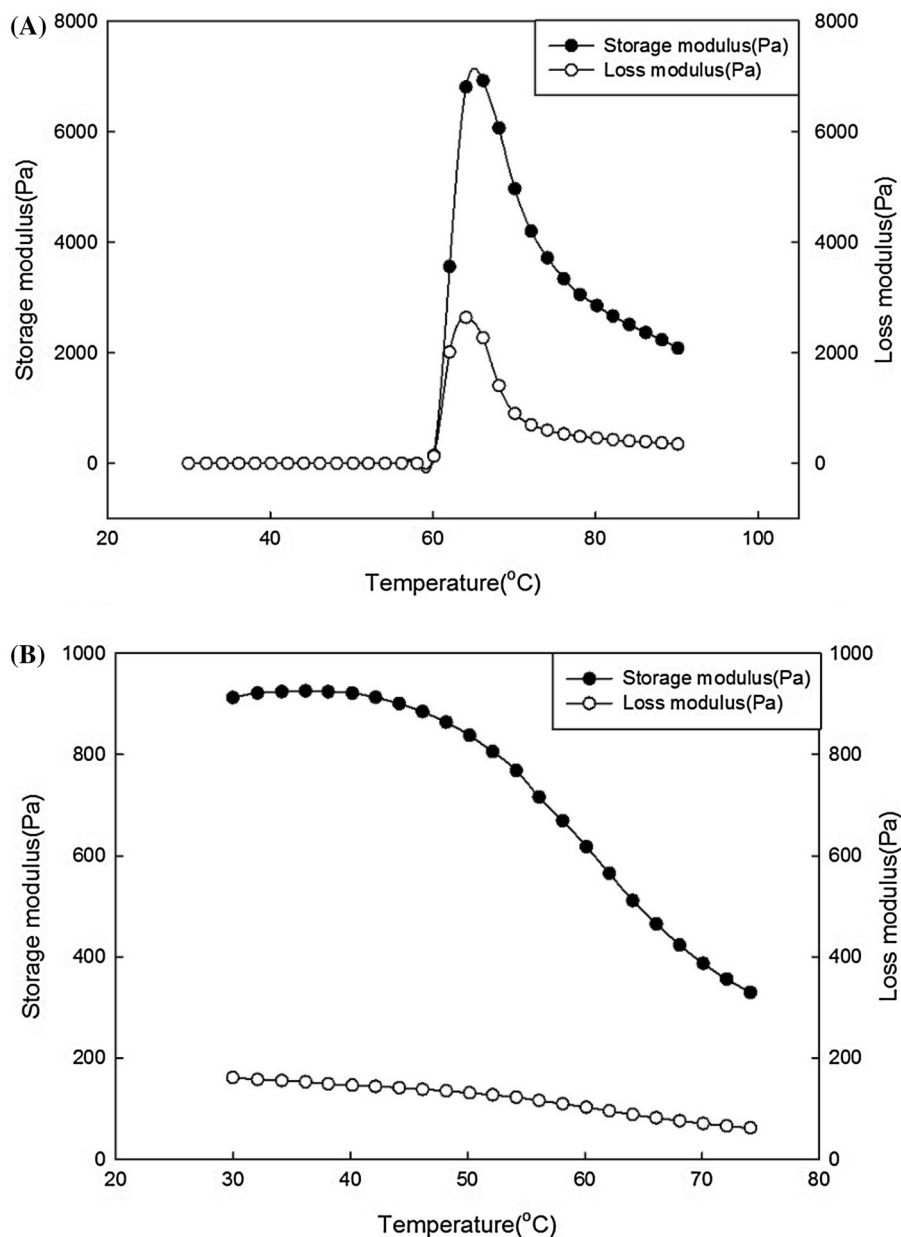 (A)
8000
6000
4000
2000
0
Storage modulus(Pa)
Storage modulus(Pa)
Loss modulus(Pa)
8000
6000
4000
2000
0
Loss modulus(Pa)
20
40
60
80
100
Temperature(°C)
(B)
1000
800
600
400
200
0
Storage modulus(Pa)
Storage modulus(Pa)
Loss modulus(Pa)
1000
800
600
400
200
0
Loss modulus(Pa)
20
30
40
50
60
70
80
Temperature(°C)